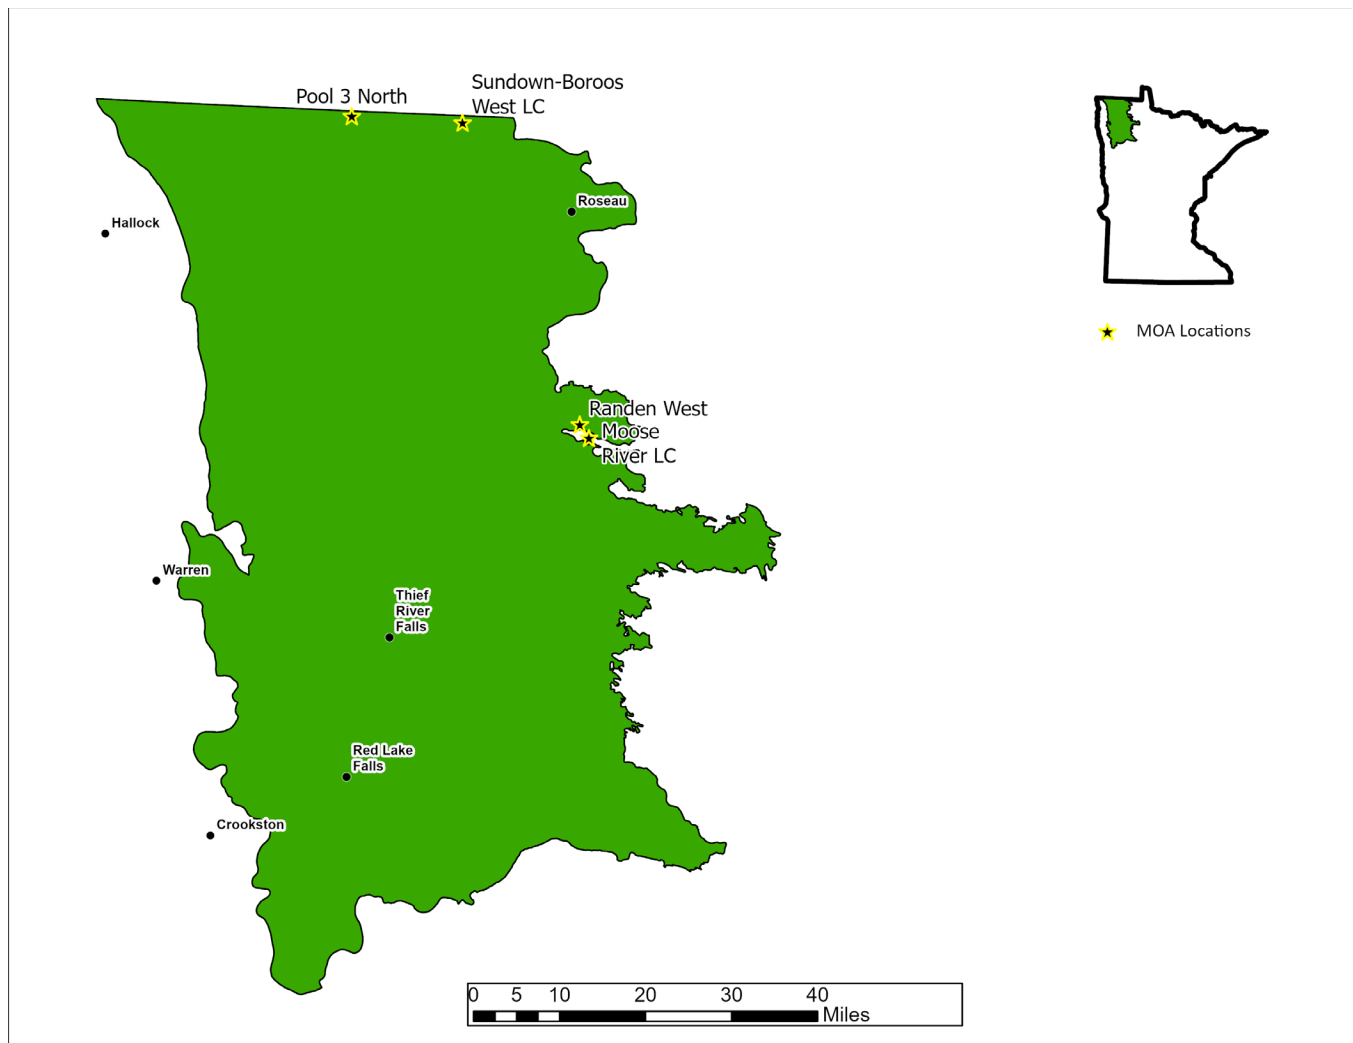 Sundown-Boroos
West LC
Pool 3 North
Roseau
Hallock
MOA Locations
Randen West
Moose
River LC
Warren
Thief
River
Falls
Red Lake
Falls
Crookston
0 5 10 20 30 40
Miles